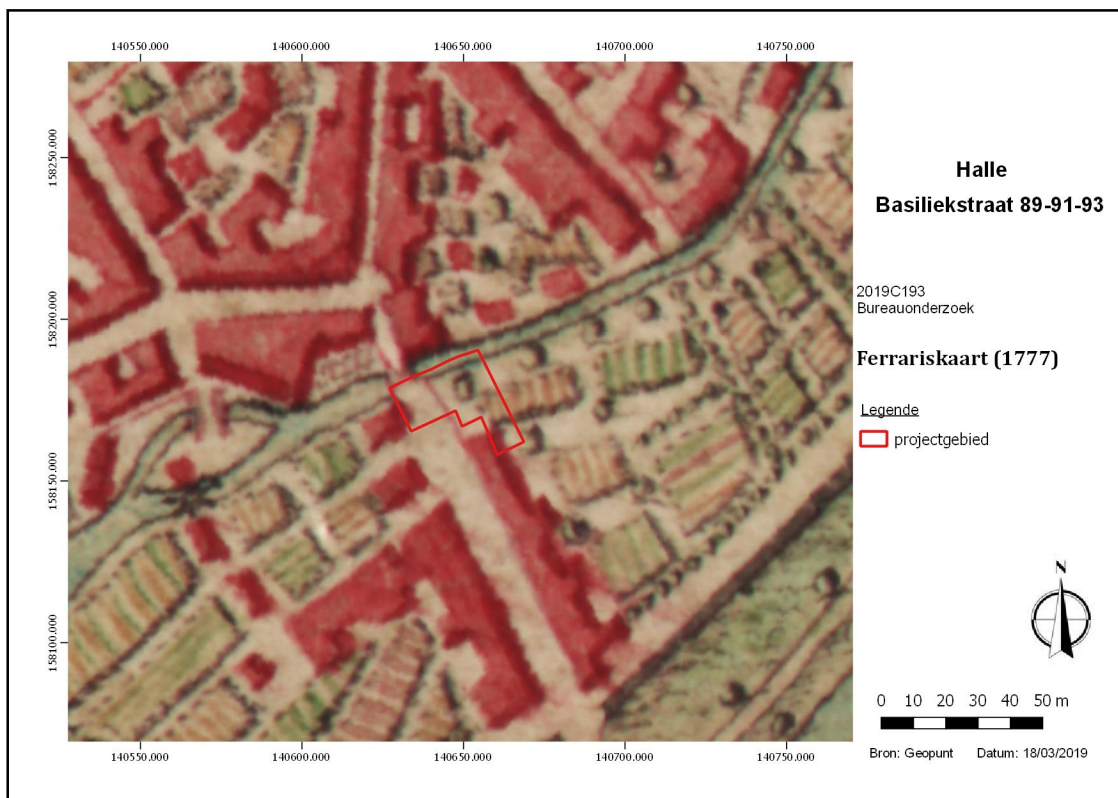 140550.000 140600.000 140650.000 140700.000 140750.000
158250.000
158200.000
158150.000
158100.000
140550.000 140600.000 140650.000 140700.000 140750.000
Halle
Basiliekstraat 89-91-93
2019C193
Bureauonderzoek
Ferrariskaart (1777)
Legende
projectgebied
N
0 10 20 30 40 50 m
Bron: Geopunt Datum: 18/03/2019